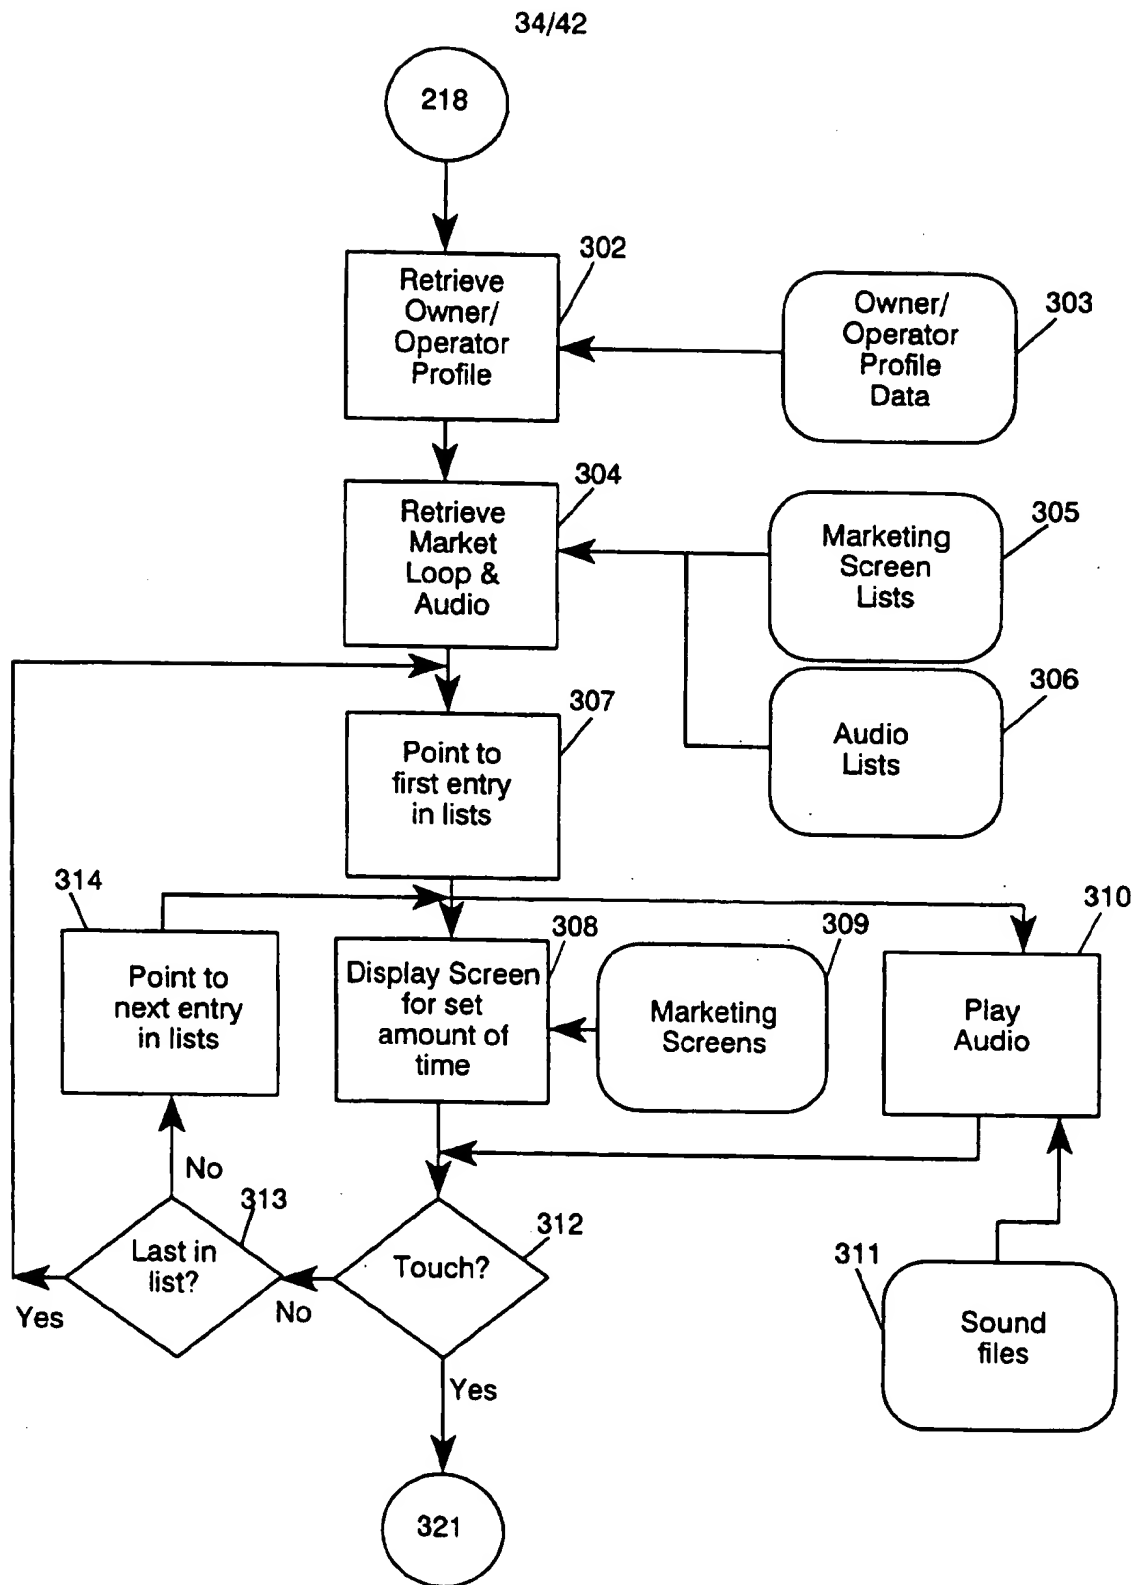 34/42
218
302
Retrieve
Owner/
Operator
Profile
Owner/
Operator
Profile
Data
303
304
Retrieve
Market
Loop &
Audio
Marketing
Screen
Lists
305
306
Audio
Lists
307
Point to
first entry
in lists
314
Point to
next entry
in lists
308
Display Screen
for set
amount of
time
309
Marketing
Screens
310
Play
Audio
No
313
Last in
list?
Yes
No
312
Touch?
Yes
311
Sound
files
321